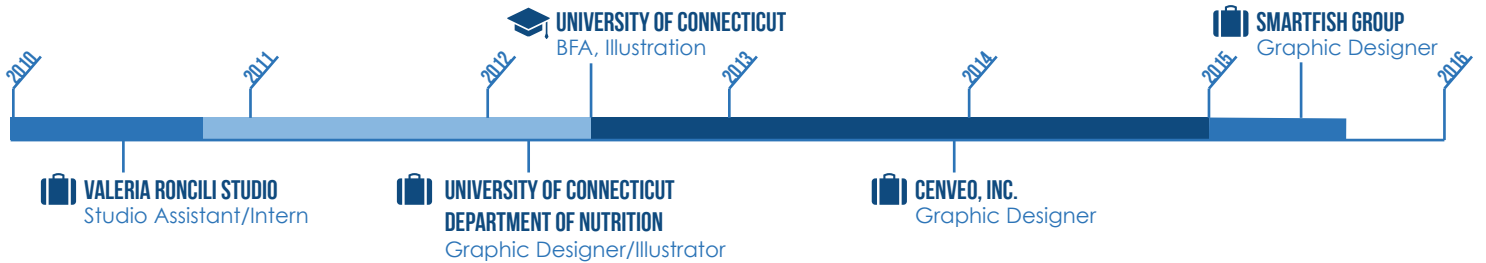 UNIVERSITY OF CONNECTICUT
BFA, Illustration
SMARTFISH GROUP
Graphic Designer
2010
2011
2012
2013
2014
2015
2016
VALERIA RONCILI STUDIO
Studio Assistant/Intern
UNIVERSITY OF CONNECTICUT
DEPARTMENT OF NUTRITION
Graphic Designer/Illustrator
CENVEO, INC.
Graphic Designer